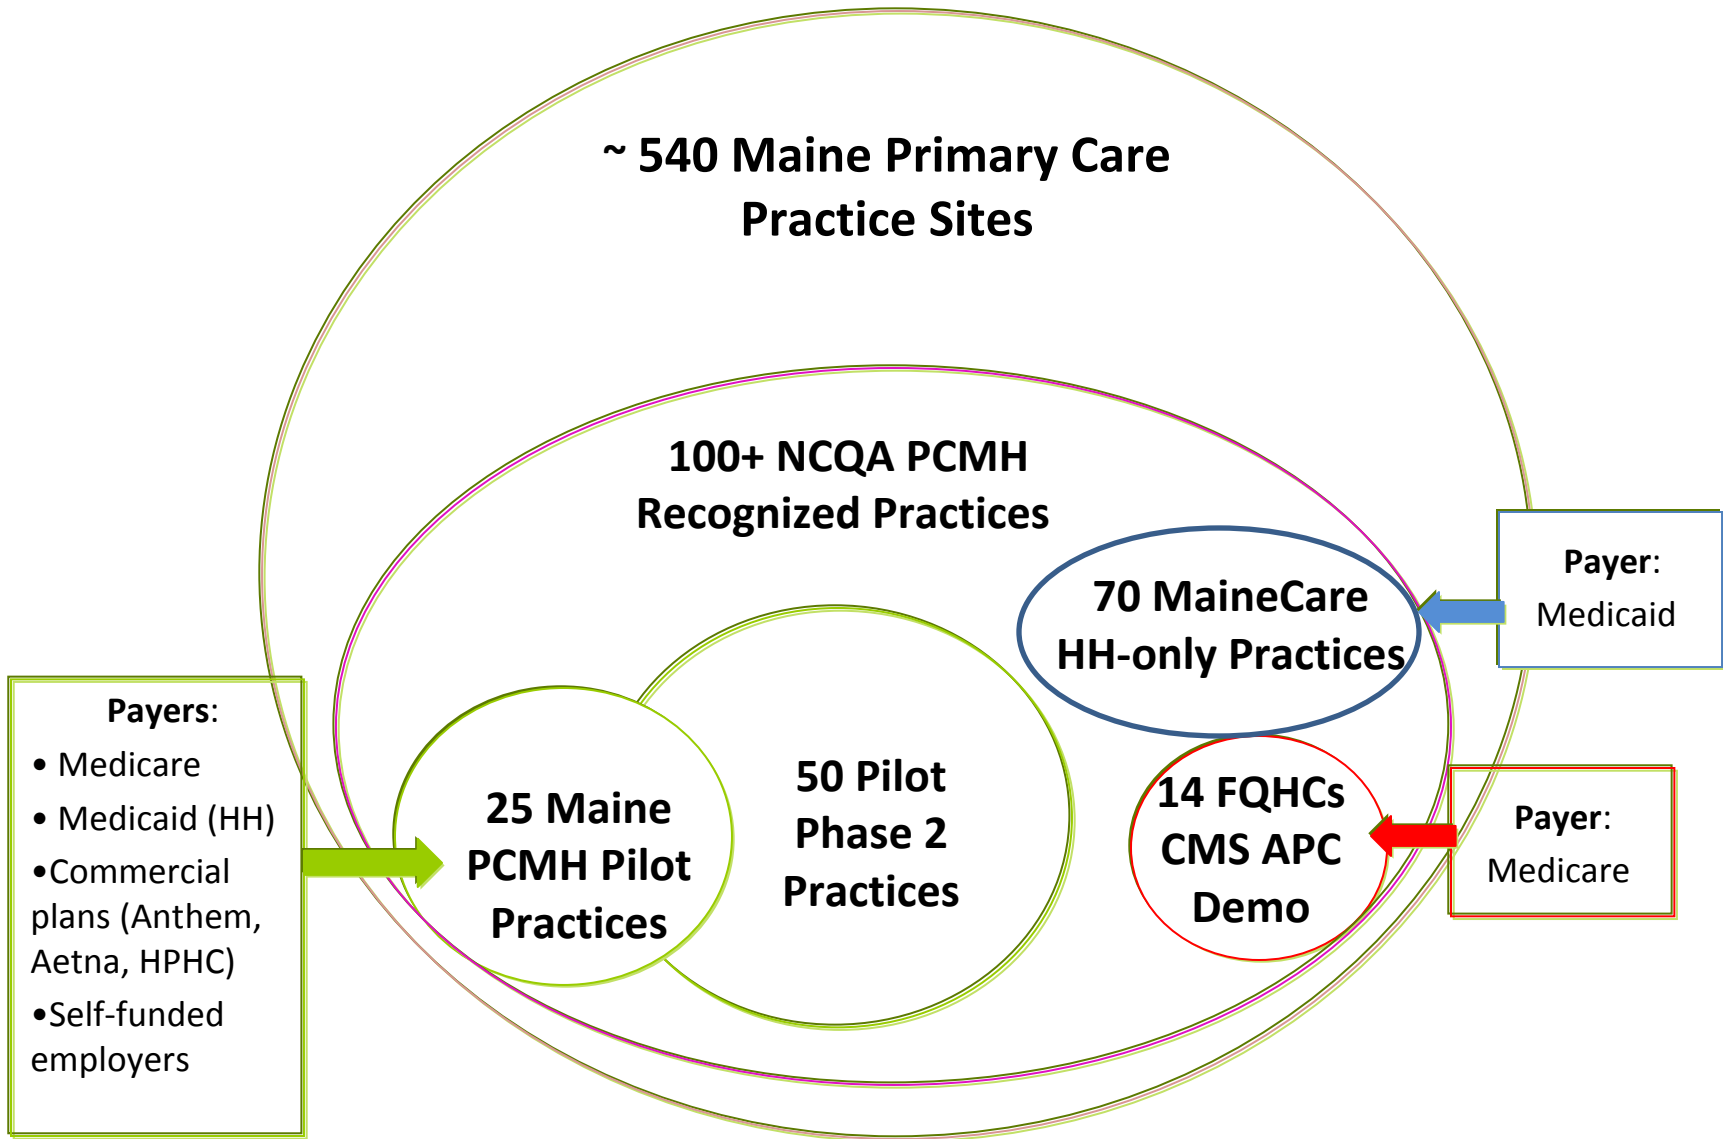 ~ 540 Maine Primary Care
Practice Sites
100+ NCQA PCMH
Recognized Practices
70 MaineCare
HH-only Practices
Payer:
Medicaid
Payers:
• Medicare
• Medicaid (HH)
•Commercial
plans (Anthem,
Aetna, HPHC)
•Self-funded
employers
25 Maine
PCMH Pilot
Practices
50 Pilot
Phase 2
Practices
14 FQHCs
CMS APC
Demo
Payer:
Medicare